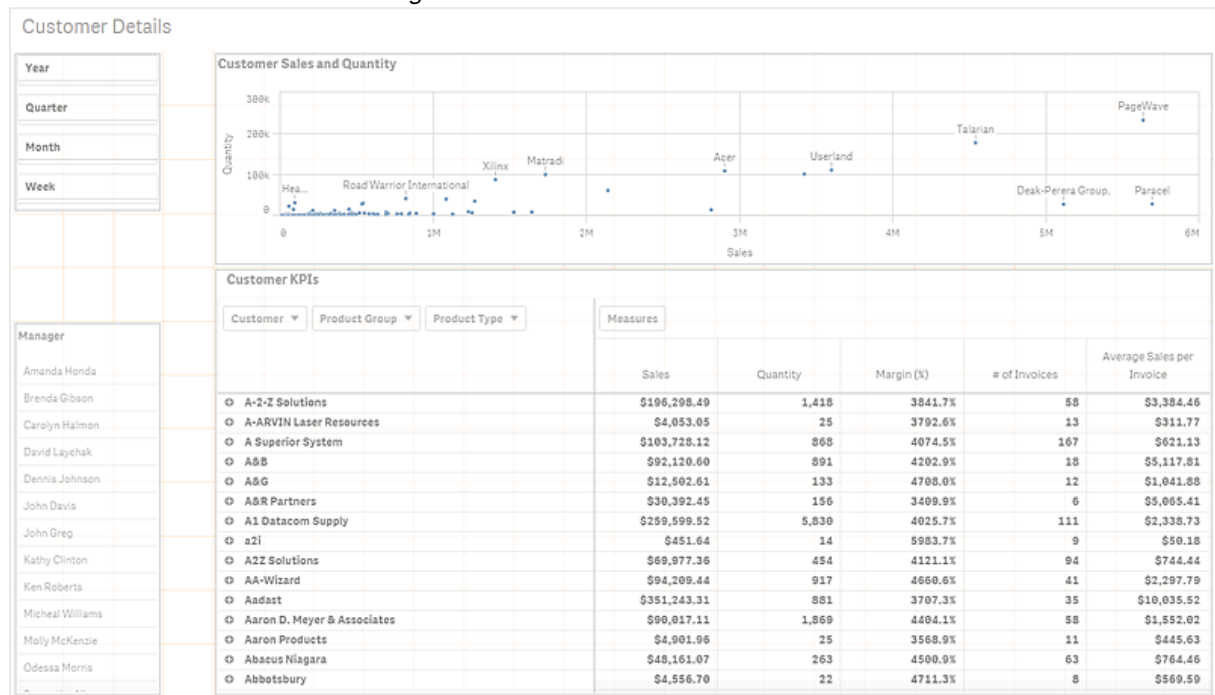 Customer Details
Year
Quarter
Month
Week
Manager
Amanda Honda
Brenda Gibson
Carolyn Halmon
David Laychak
Dennis Johnson
John Davis
John Greg
Kathy Clinton
Ken Roberts
Micheal Williams
Molly McKenzie
Odessa Morris
Customer Sales and Quantity
Quantity
300k
200k
100k
0
PageWave
Talarian
Acer
Userland
Xilinx
Matradi
Hea...
Road Warrior International
Deak-Perera Group.
Paracel
0 1M 2M 3M 4M 5M 6M
Sales
Customer KPIs
Customer Product Group Product Type Measures
Sales Quantity Margin (%) # of Invoices Average Sales per Invoice
A-2-Z Solutions $196,298.49 1,418 3841.7% 58 $3,384.46
A-ARVIN Laser Resources $4,053.05 25 3792.6% 13 $311.77
A Superior System $103,728.12 868 4074.5% 167 $621.13
A&B $92,120.60 891 4202.9% 18 $5,117.81
A&G $12,502.61 133 4708.0% 12 $1,041.88
A&R Partners $30,392.45 156 3409.9% 6 $5,065.41
A1 Datacom Supply $259,599.52 5,830 4025.7% 111 $2,338.73
a2i $451.64 14 5983.7% 9 $50.18
A2Z Solutions $69,977.36 454 4121.1% 94 $744.44
AA-Wizard $94,209.44 917 4660.6% 41 $2,297.79
Aadast $351,243.31 881 3707.3% 35 $10,035.52
Aaron D. Meyer & Associates $90,017.11 1,869 4404.1% 58 $1,552.02
Aaron Products $4,901.96 25 3568.9% 11 $445.63
Abacus Niagara $48,161.07 263 4500.9% 63 $764.46
Abbotsbury $4,556.70 22 4711.3% 8 $569.59